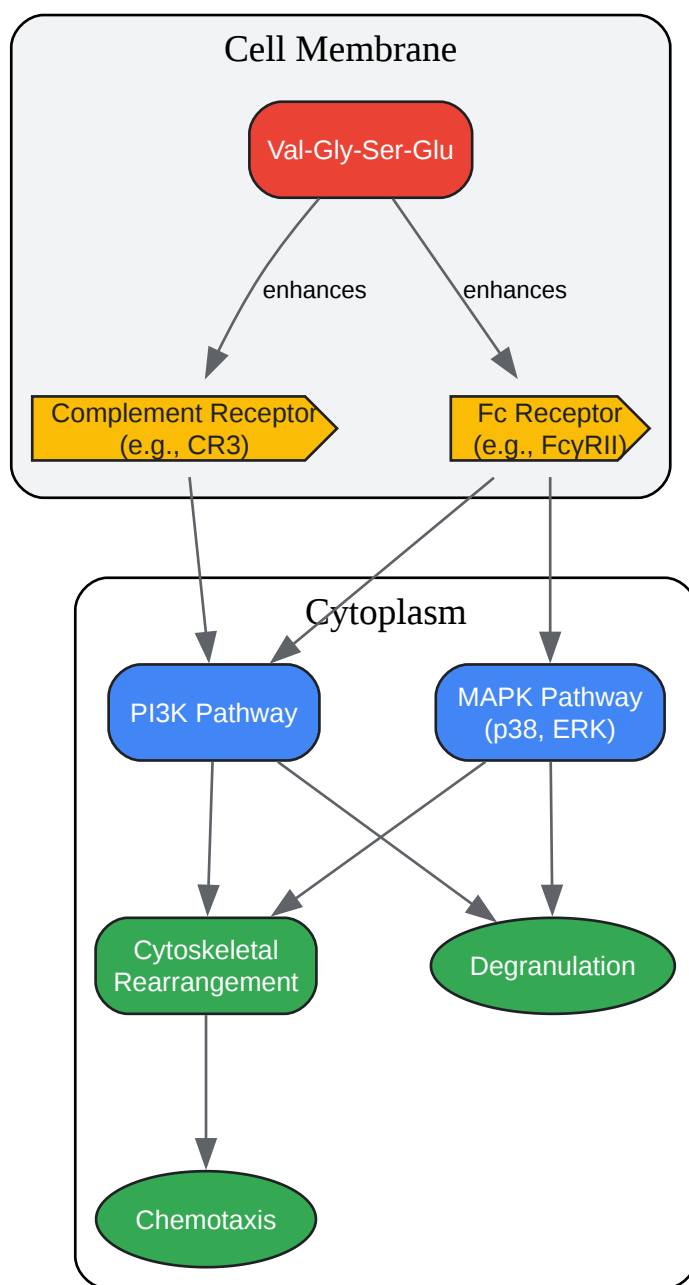 Cell Membrane
Val-Gly-Ser-Glu
enhances
enhances
Complement Receptor
(e.g., CR3)
Fc Receptor
(e.g., FcγRII)
Cytoplasm
PI3K Pathway
MAPK Pathway
(p38, ERK)
Cytoskeletal
Rearrangement
Degranulation
Chemotaxis